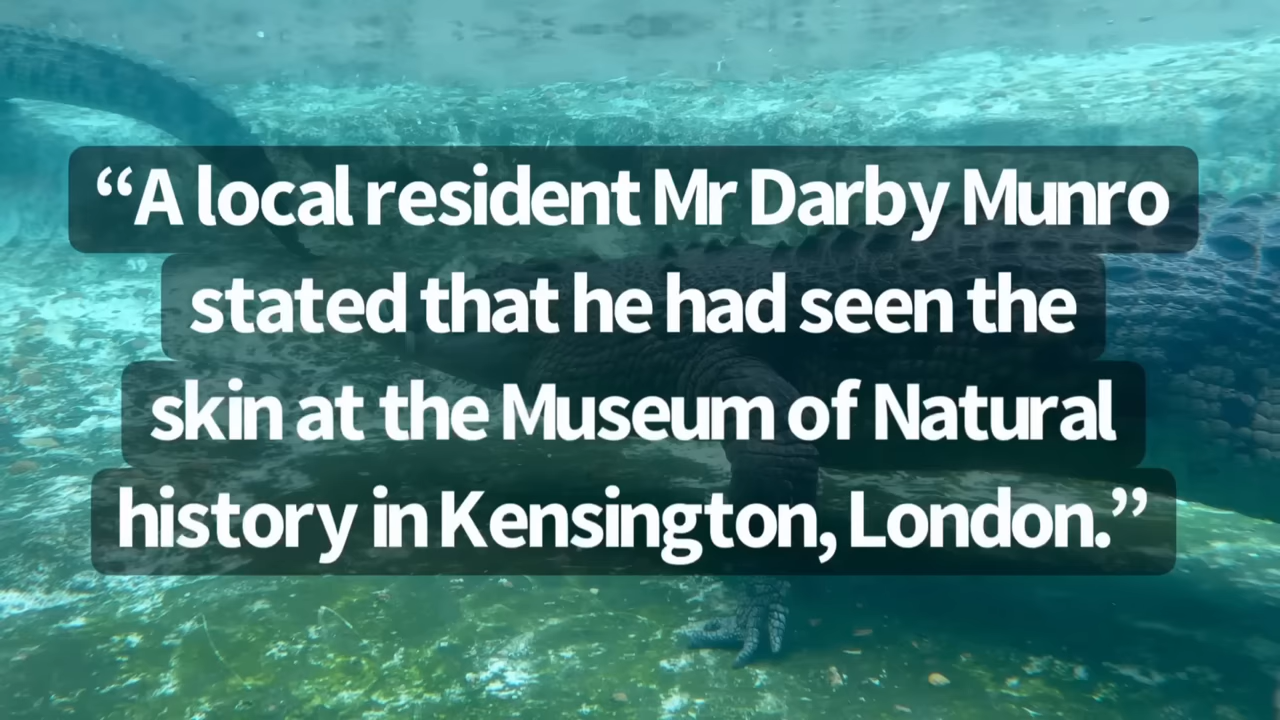 “A local resident Mr Darby Munro
stated that he had seen the
skin at the Museum of Natural
history in Kensington, London.”